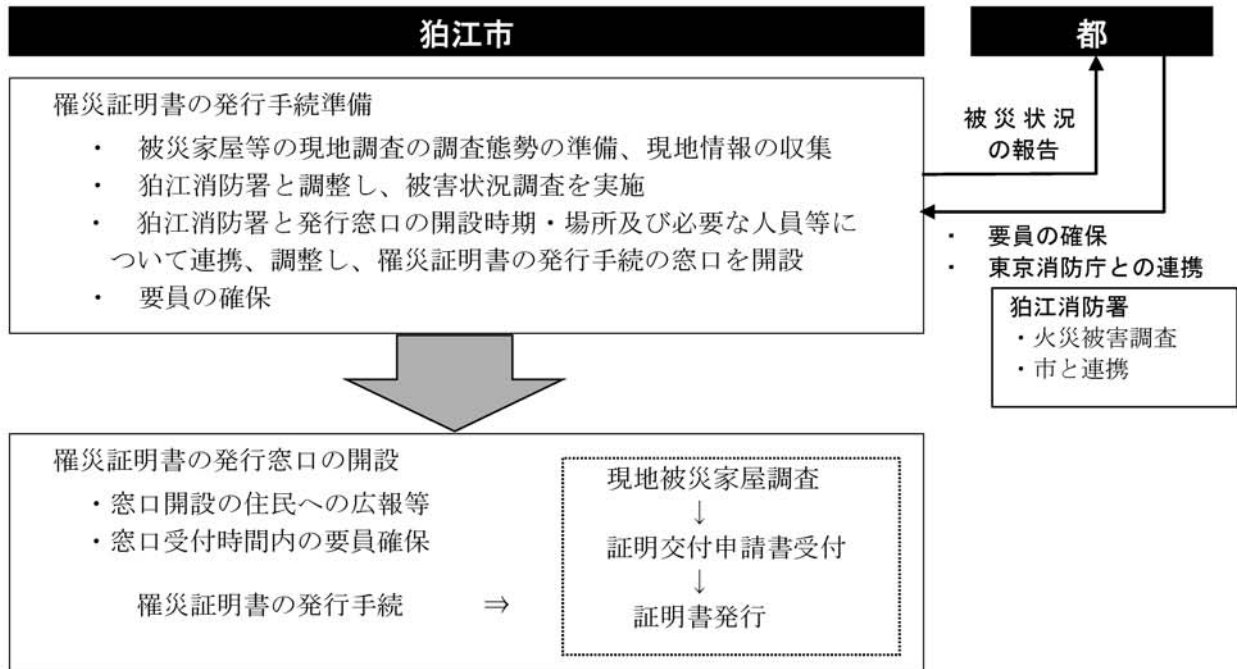 狛江市
罹災証明書の発行手続準備
・ 被災家屋等の現地調査の調査態勢の準備、現地情報の収集
・ 狛江消防署と調整し、被害状況調査を実施
・ 狛江消防署と発行窓口の開設時期・場所及び必要な人員等に
ついて連携、調整し、罹災証明書の発行手続の窓口を開設
・ 要員の確保
都
被災状況
の報告
・ 要員の確保
・ 東京消防庁との連携
狛江消防署
・火災被害調査
・市と連携
罹災証明書の発行窓口の開設
・窓口開設の住民への広報等
・窓口受付時間内の要員確保
罹災証明書の発行手続 ⇒
現地被災家屋調査
↓
証明交付申請書受付
↓
証明書発行